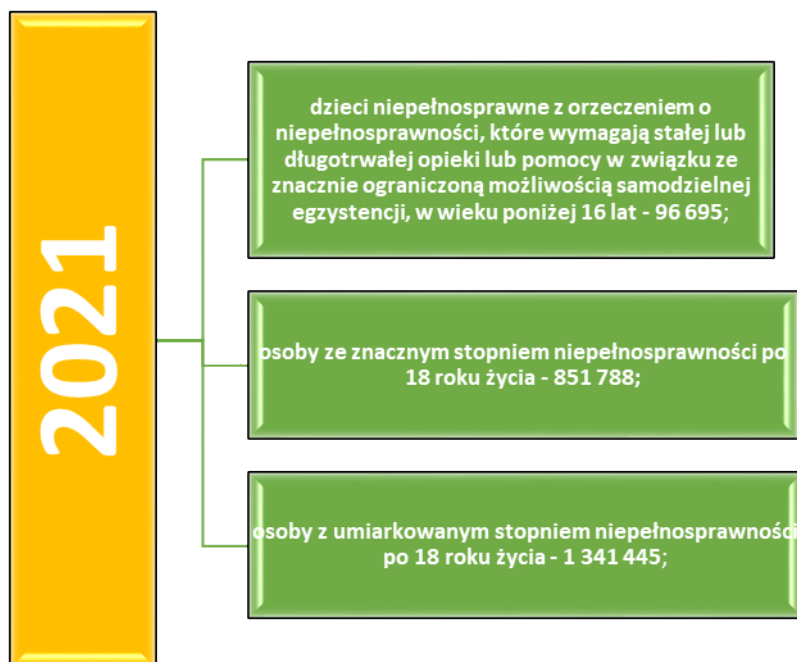 2021
dzieci niepełnosprawne z orzeczeniem o
niepełnosprawności, które wymagają stałej lub
długotrwałej opieki lub pomocy w związku ze
znacznie ograniczoną możliwością samodzielnej
egzystencji, w wieku poniżej 16 lat - 96 695;
osoby ze znacznym stopniem niepełnosprawności po
18 roku życia - 851 788;
osoby z umiarkowanym stopniem niepełnosprawności
po 18 roku życia - 1 341 445;